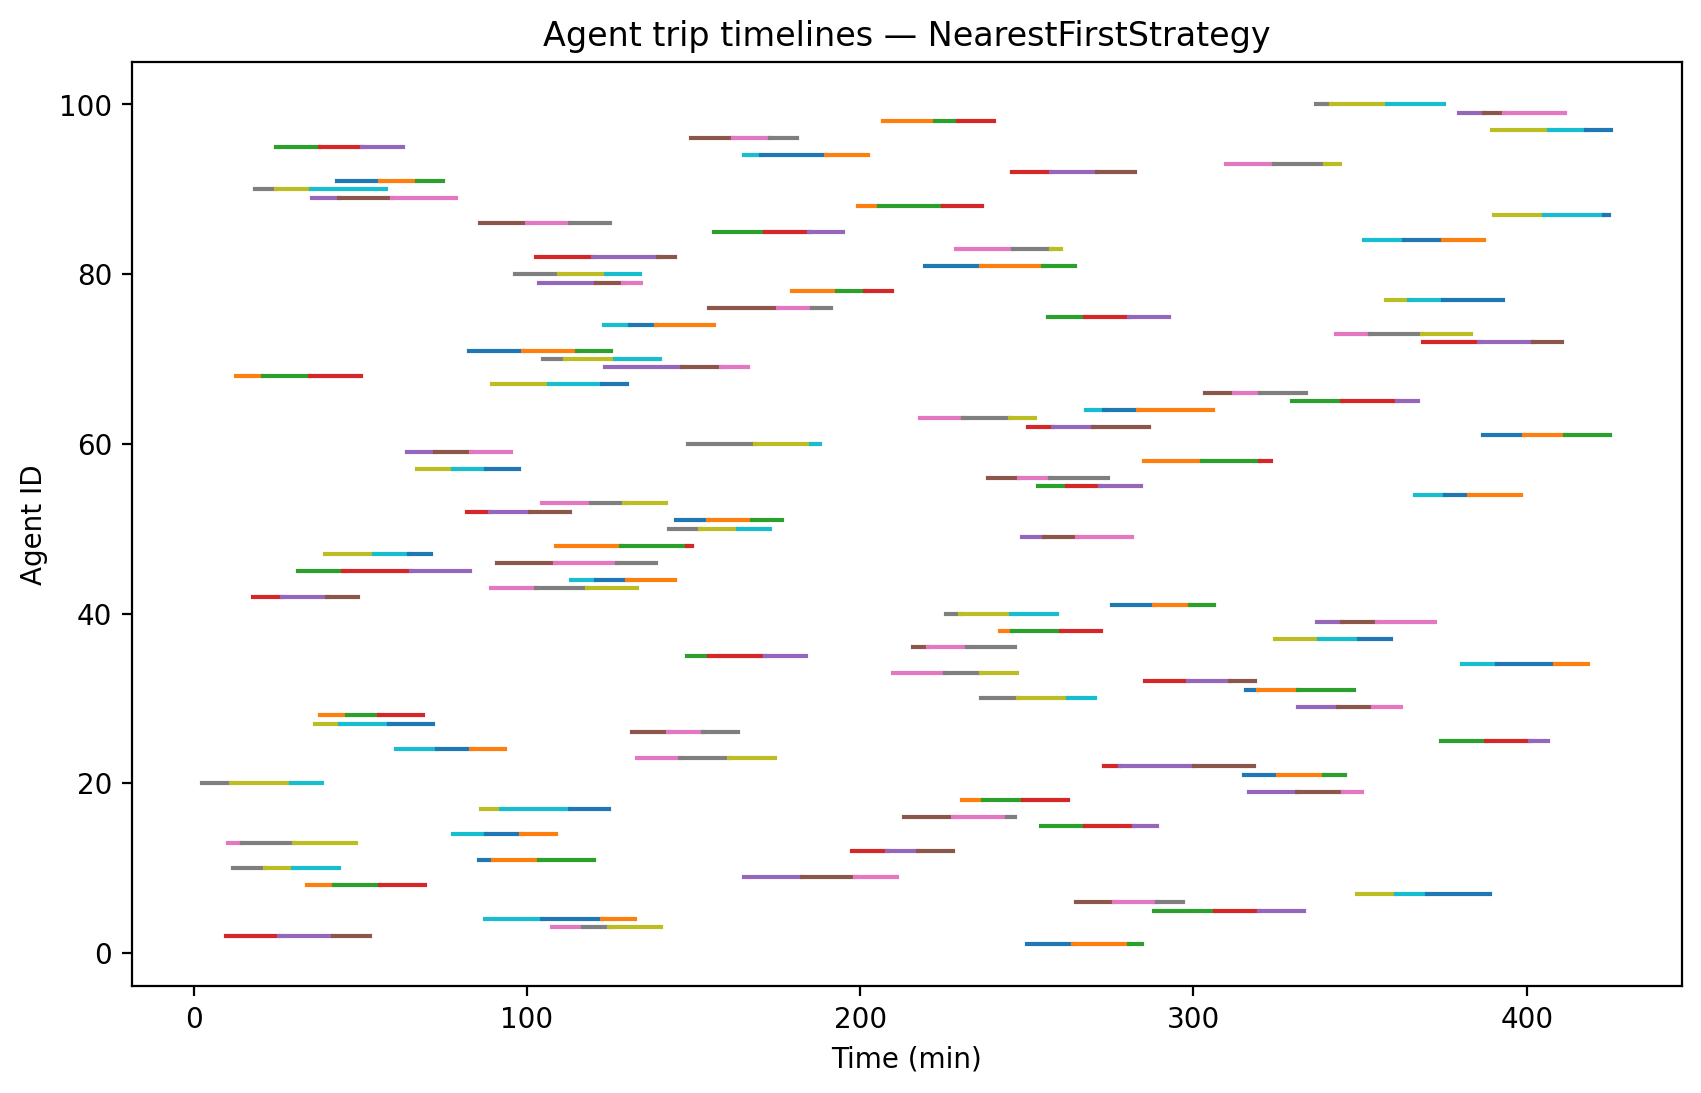 Agent trip timelines — NearestFirstStrategy
Agent ID
100
80
60
40
20
0
0 100 200 300 400
Time (min)